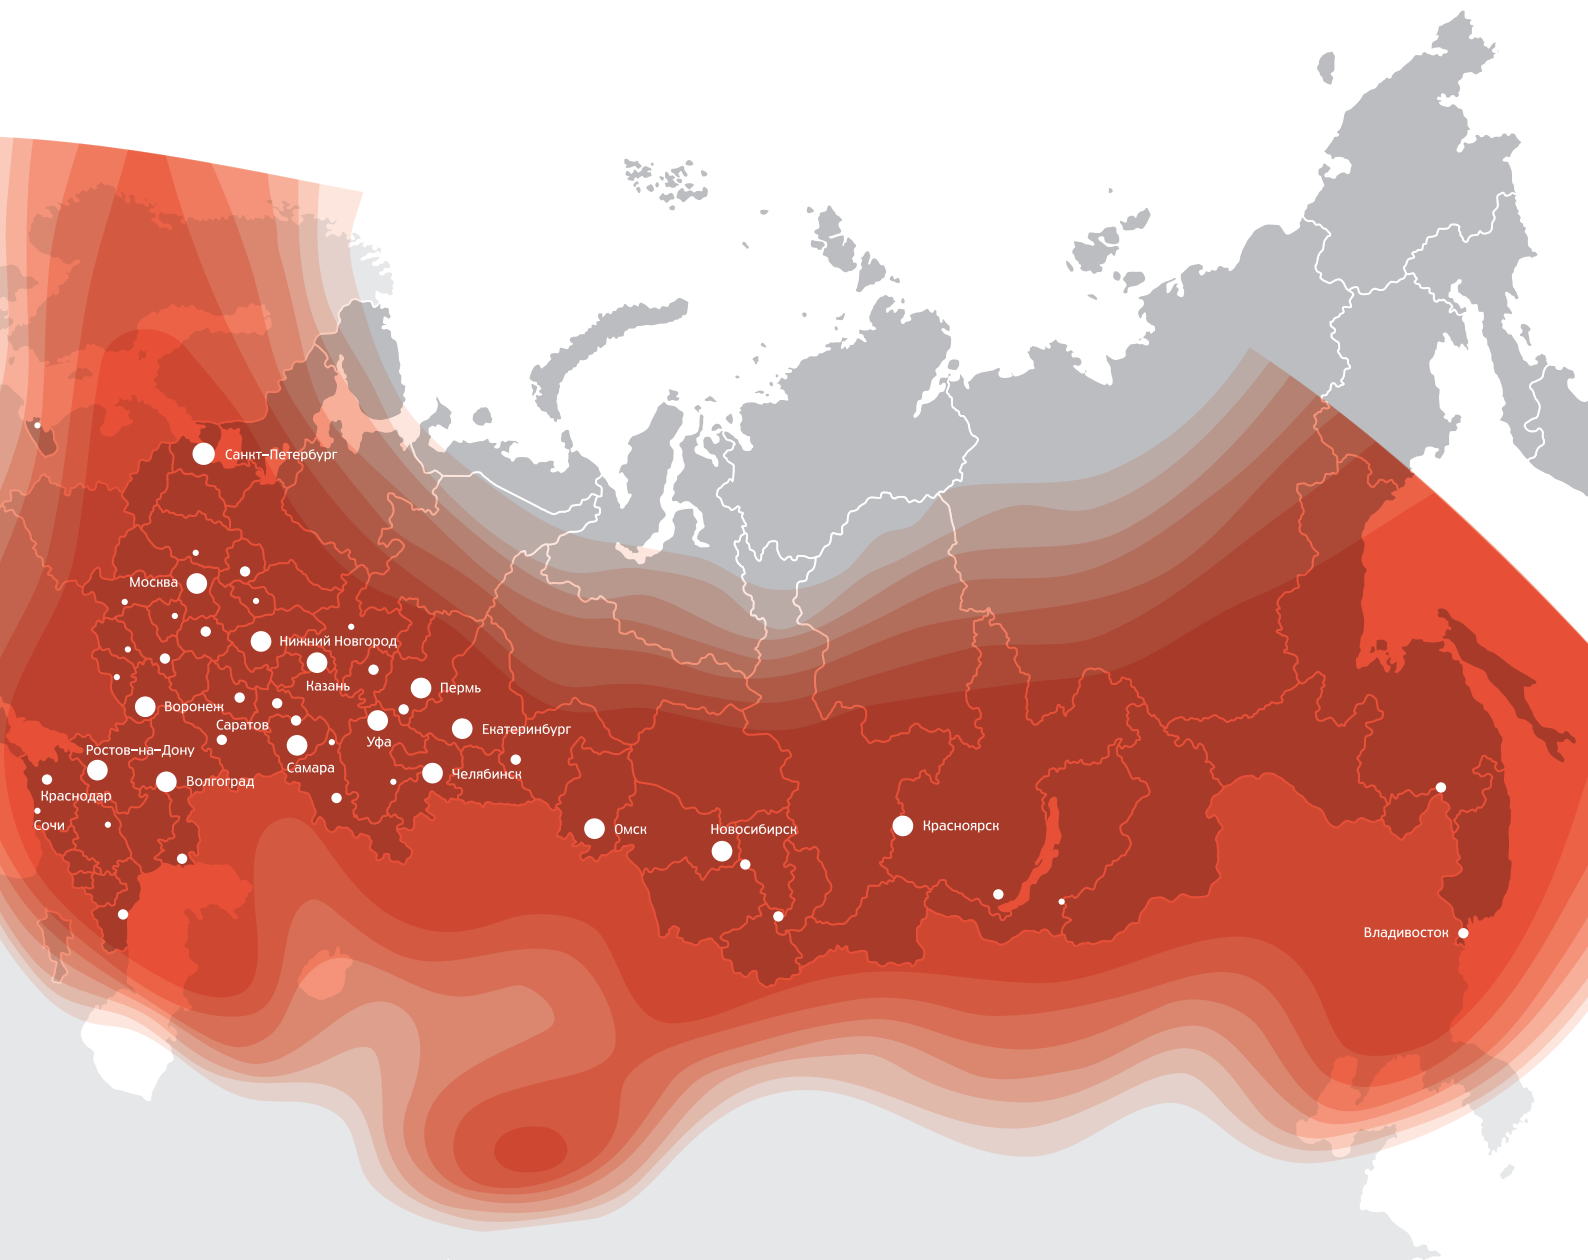 Санкт-Петербург
Москва
Нижний Новгород
Казань
Пермь
Воронеж
Саратов
Екатеринбург
Уфа
Ростов-на-Дону
Самара
Челябинск
Волгоград
Краснодар
Сочи
Омск
Новосибирск
Красноярск
Владивосток